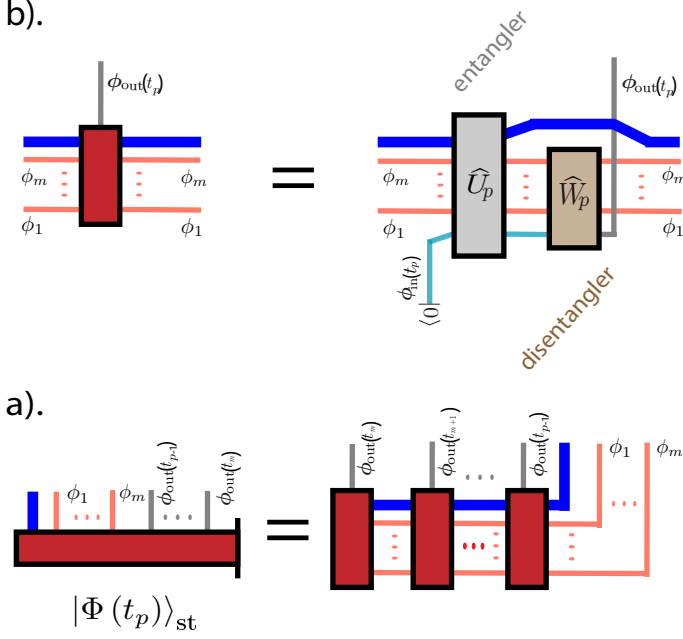 b).
entangler
ϕout(tp)
ϕout(tp)
=
ϕm
ϕm
ϕm
ϕm
Ûp
Ŵp
ϕ1
ϕ1
ϕ1
ϕ1
ϕin(tp)
⟨0|
disentangler
a).
ϕ1
ϕm
ϕout(tp-1)
ϕout(tm)
=
ϕout(tm)
ϕout(tm+1)
ϕout(tp-1)
ϕ1
ϕm
|Φ (tp)⟩st